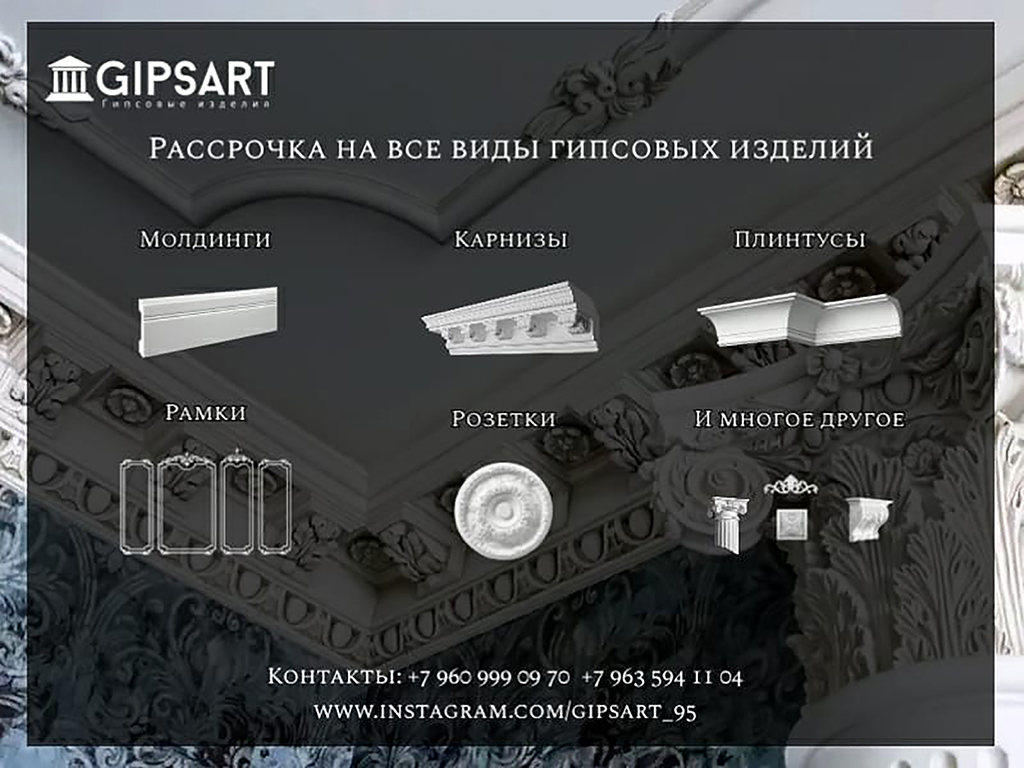 GIPSART
Гипсовые изделия
Рассрочка на все виды гипсовых изделий
Молдинги
Карнизы
Плинтусы
Рамки
Розетки
И многое другое
Контакты: +7 960 999 09 70 +7 963 594 11 04
www.instagram.com/gipsart_95